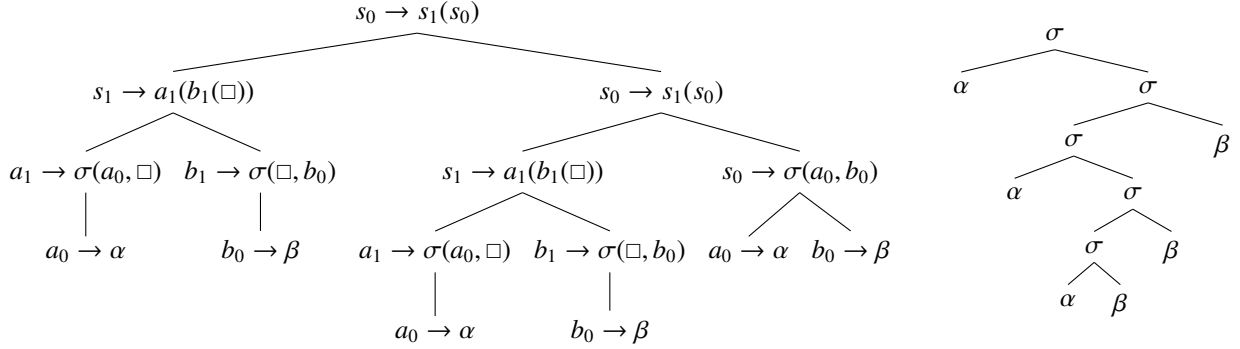 s₀ → s₁(s₀)
s₁ → a₁(b₁(□)) s₀ → s₁(s₀)
a₁ → σ(a₀, □) b₁ → σ(□, b₀) s₁ → a₁(b₁(□)) s₀ → σ(a₀, b₀)
a₀ → α b₀ → β a₁ → σ(a₀, □) b₁ → σ(□, b₀) a₀ → α b₀ → β
a₀ → α b₀ → β
σ
α σ
σ β
α σ
σ β
α β